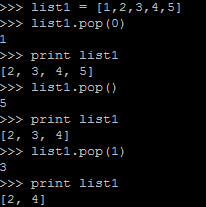 >>> list1 = [1,2,3,4,5]
>>> list1.pop(0)
1
>>> print list1
[2, 3, 4, 5]
>>> list1.pop()
5
>>> print list1
[2, 3, 4]
>>> list1.pop(1)
3
>>> print list1
[2, 4]